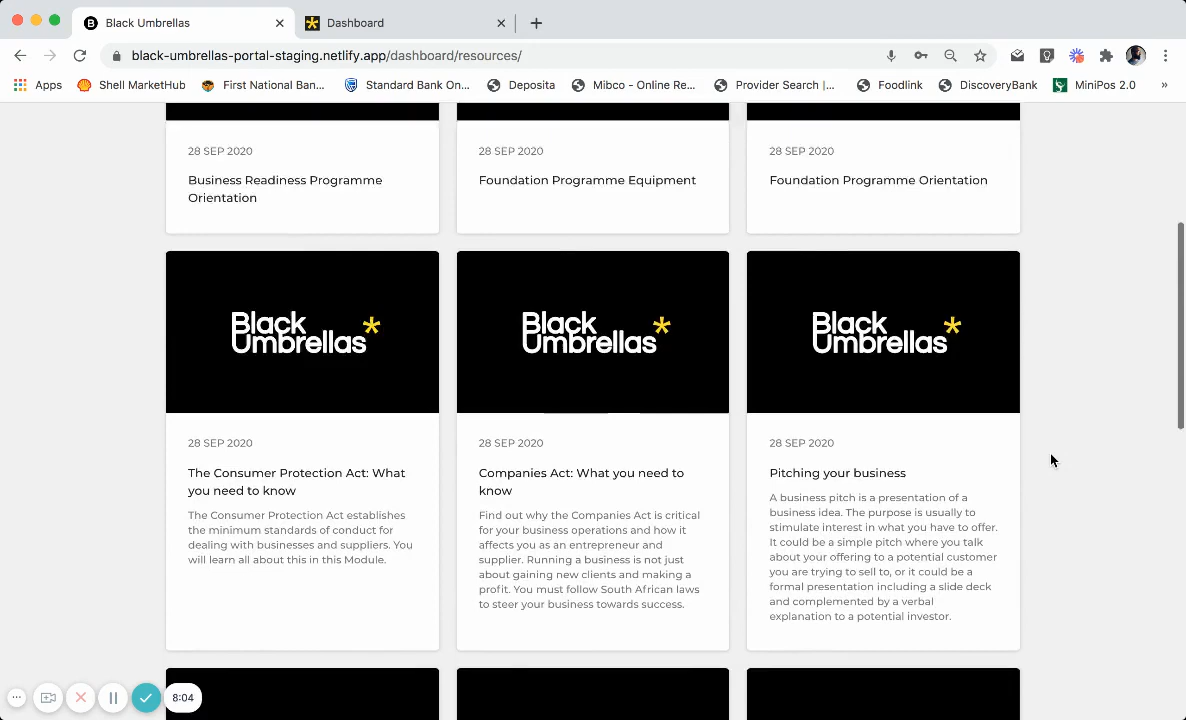 Black Umbrellas
Dashboard
black-umbrellas-portal-staging.netlify.app/dashboard/resources/
Apps
Shell MarketHub
First National Ban...
Standard Bank On...
Deposita
Mibco - Online Re...
Provider Search |...
Foodlink
DiscoveryBank
MiniPos 2.0
»
28 SEP 2020
Business Readiness Programme
Orientation
28 SEP 2020
Foundation Programme Equipment
28 SEP 2020
Foundation Programme Orientation
Black
Umbrellas*
28 SEP 2020
The Consumer Protection Act: What
you need to know
The Consumer Protection Act establishes
the minimum standards of conduct for
dealing with businesses and suppliers. You
will learn all about this in this Module.
Black
Umbrellas*
28 SEP 2020
Companies Act: What you need to
know
Find out why the Companies Act is critical
for your business operations and how it
affects you as an entrepreneur and
supplier. Running a business is not just
about gaining new clients and making a
profit. You must follow South African laws
to steer your business towards success.
Black
Umbrellas*
28 SEP 2020
Pitching your business
A business pitch is a presentation of a
business idea. The purpose is usually to
stimulate interest in what you have to offer.
It could be a simple pitch where you talk
about your offering to a potential customer
you are trying to sell to, or it could be a
formal presentation including a slide deck
and complemented by a verbal
explanation to a potential investor.
8:04